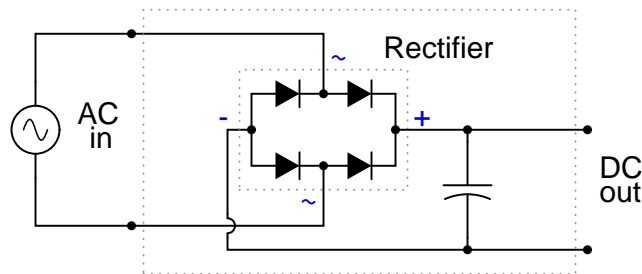 Rectifier
~
AC
in
-
+
~
DC
out